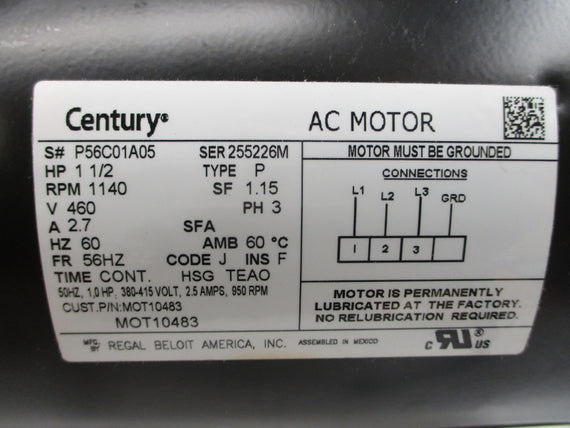 Century® AC MOTOR
S# P56C01A05 SER 255226M
HP 1 1/2 TYPE P
RPM 1140 SF 1.15
V 460 PH 3
A 2.7 SFA
HZ 60 AMB 60 °C
FR 56HZ CODE J INS F
TIME CONT. HSG TEAO
50HZ, 1.0 HP, 380-415 VOLT, 2.5 AMPS, 950 RPM
CUST.P/N:MOT10483
MOT10483
MOTOR MUST BE GROUNDED
CONNECTIONS
L1 L2 L3 GRD
1 2 3
MOTOR IS PERMANENTLY
LUBRICATED AT THE FACTORY.
NO RELUBRICATION REQUIRED.
MFG. BY REGAL BELOIT AMERICA, INC. ASSEMBLED IN MEXICO
c RU® US